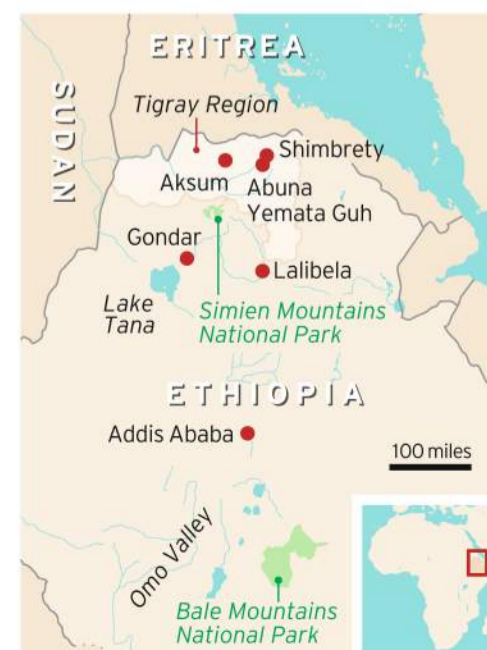 ERITREA
SUDAN
Tigray Region
Shimbrety
Aksum
Abuna
Yemata Guh
Gondar
Lalibela
Lake
Tana
Simien Mountains
National Park
ETHIOPIA
Addis Ababa
100 miles
Omo Valley
Bale Mountains
National Park